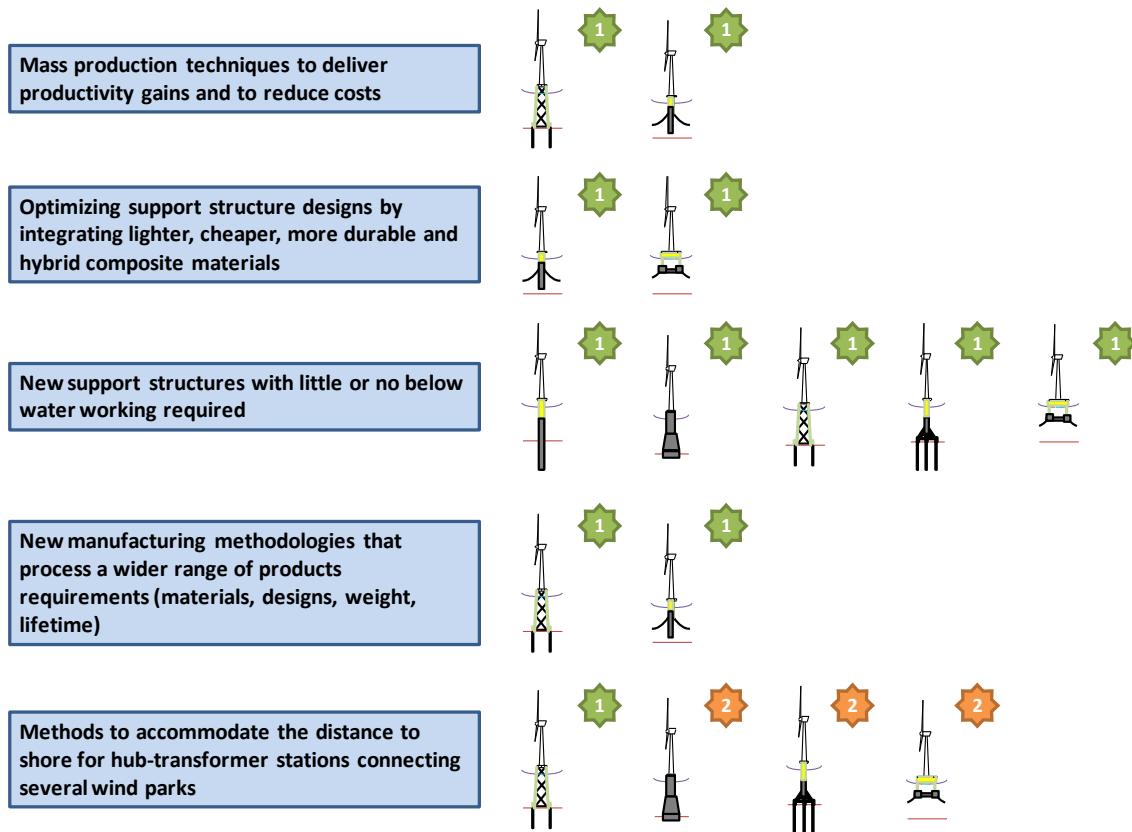 1 1
Mass production techniques to deliver
productivity gains and to reduce costs
1 1
Optimizing support structure designs by
integrating lighter, cheaper, more durable and
hybrid composite materials
1 1 1 1 1
New support structures with little or no below
water working required
1 1
New manufacturing methodologies that
process a wider range of products
requirements (materials, designs, weight,
lifetime)
1 2 2 2
Methods to accommodate the distance to
shore for hub-transformer stations connecting
several wind parks